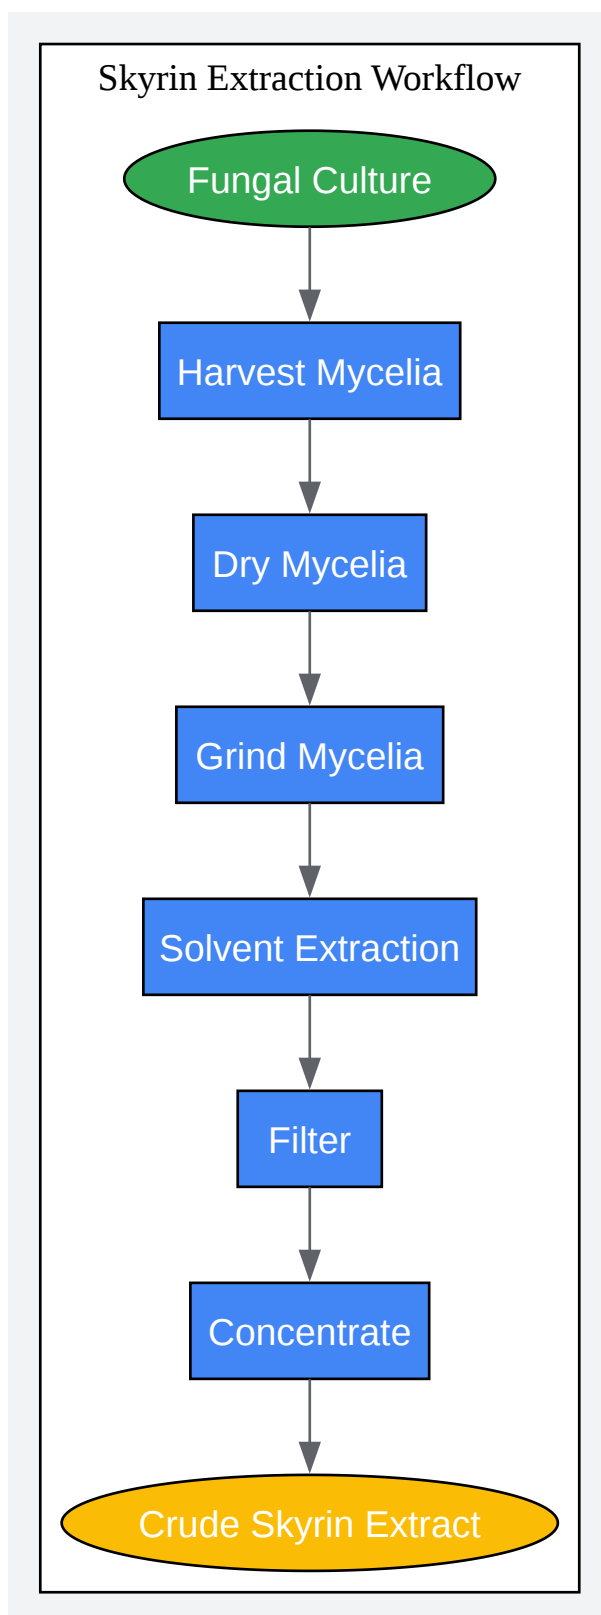 Skyrin Extraction Workflow
Fungal Culture
Harvest Mycelia
Dry Mycelia
Grind Mycelia
Solvent Extraction
Filter
Concentrate
Crude Skyrin Extract